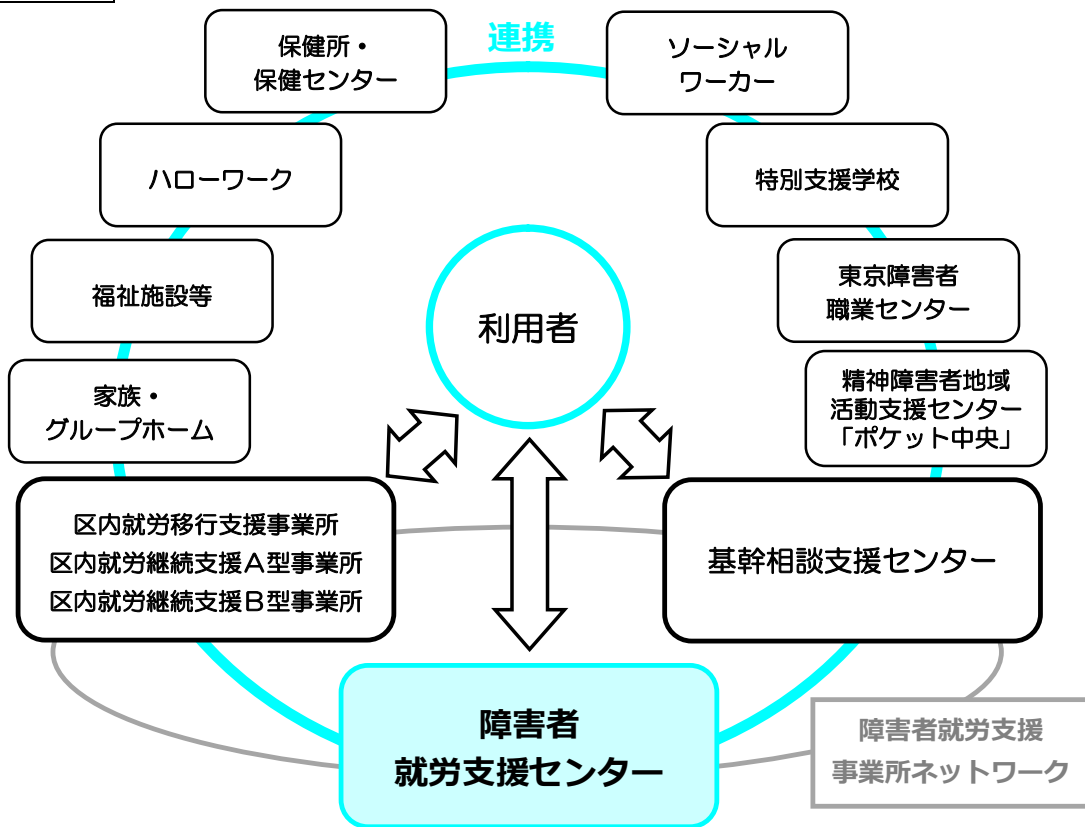 連携
保健所・
保健センター
ソーシャル
ワーカー
ハローワーク
特別支援学校
福祉施設等
利用者
東京障害者
職業センター
家族・
グループホーム
精神障害者地域
活動支援センター
「ポケット中央」
区内就労移行支援事業所
区内就労継続支援A型事業所
区内就労継続支援B型事業所
基幹相談支援センター
障害者
就労支援センター
障害者就労支援
事業所ネットワーク